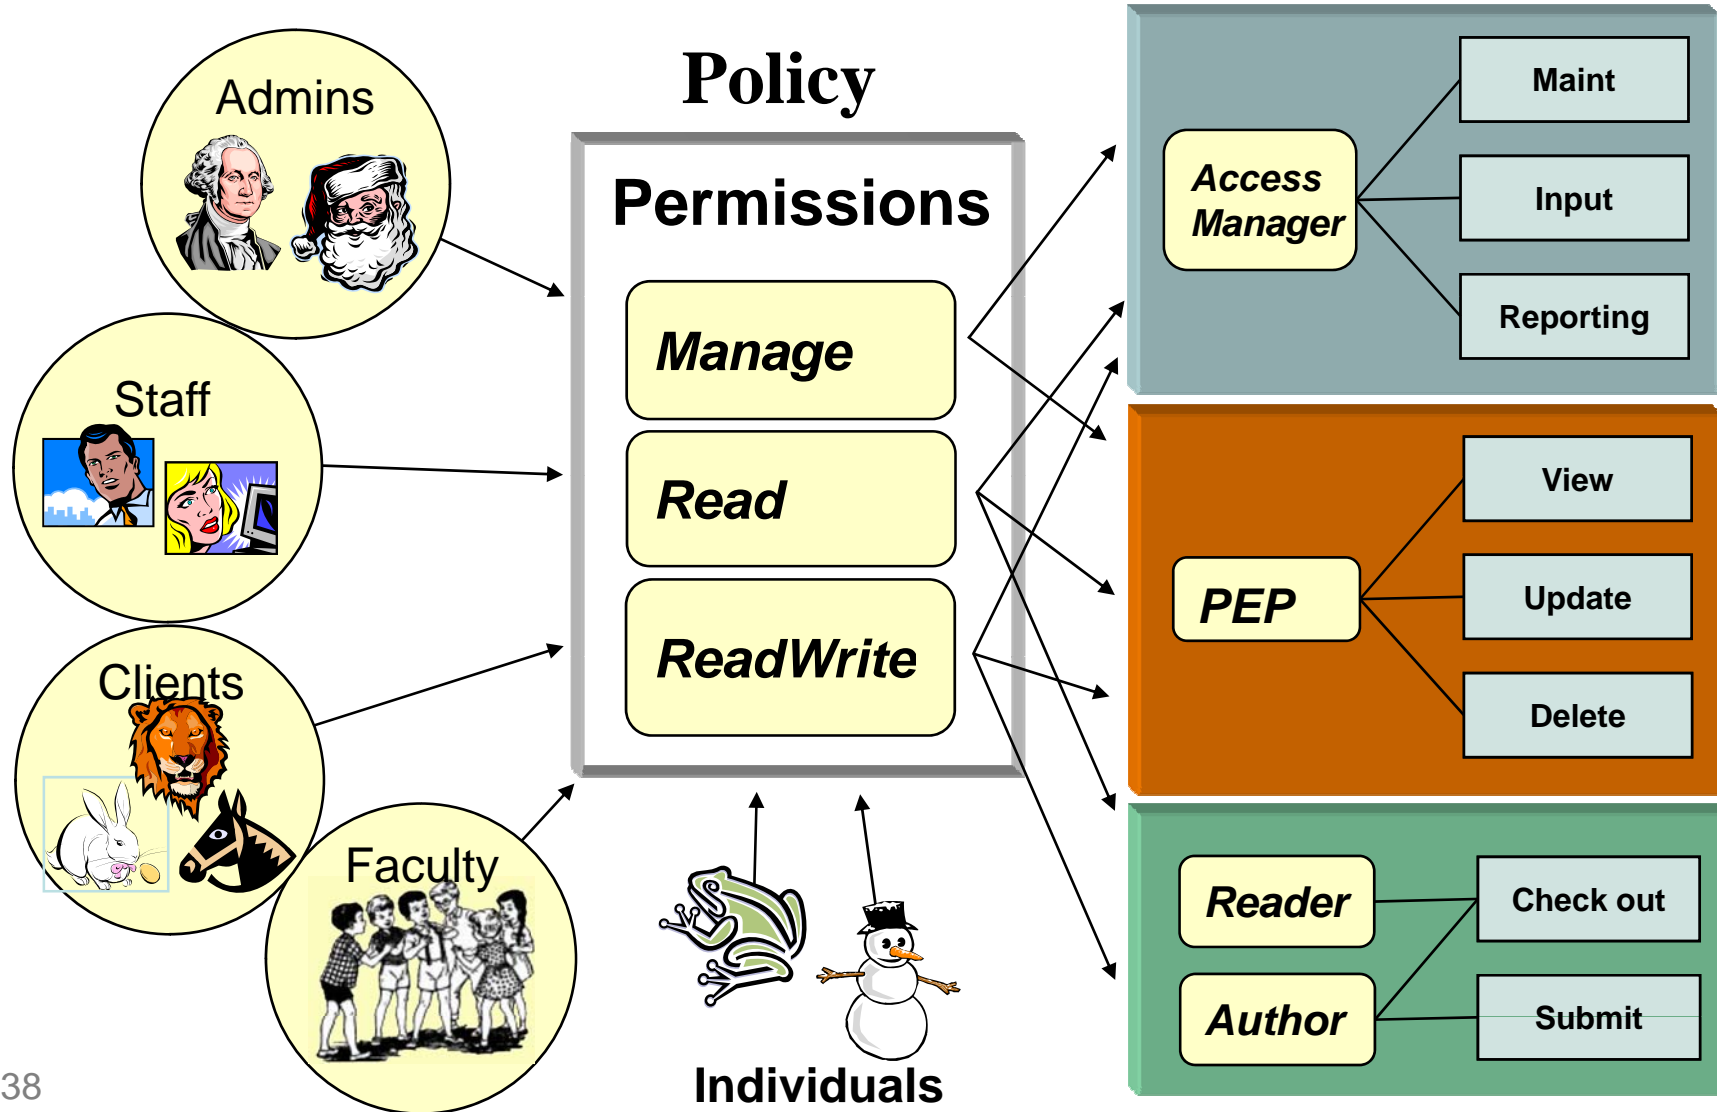 Policy
Admins
Staff
Clients
Faculty
Permissions
Manage
Read
ReadWrite
Individuals
Access
Manager
Maint
Input
Reporting
PEP
View
Update
Delete
Reader
Author
Check out
Submit
38